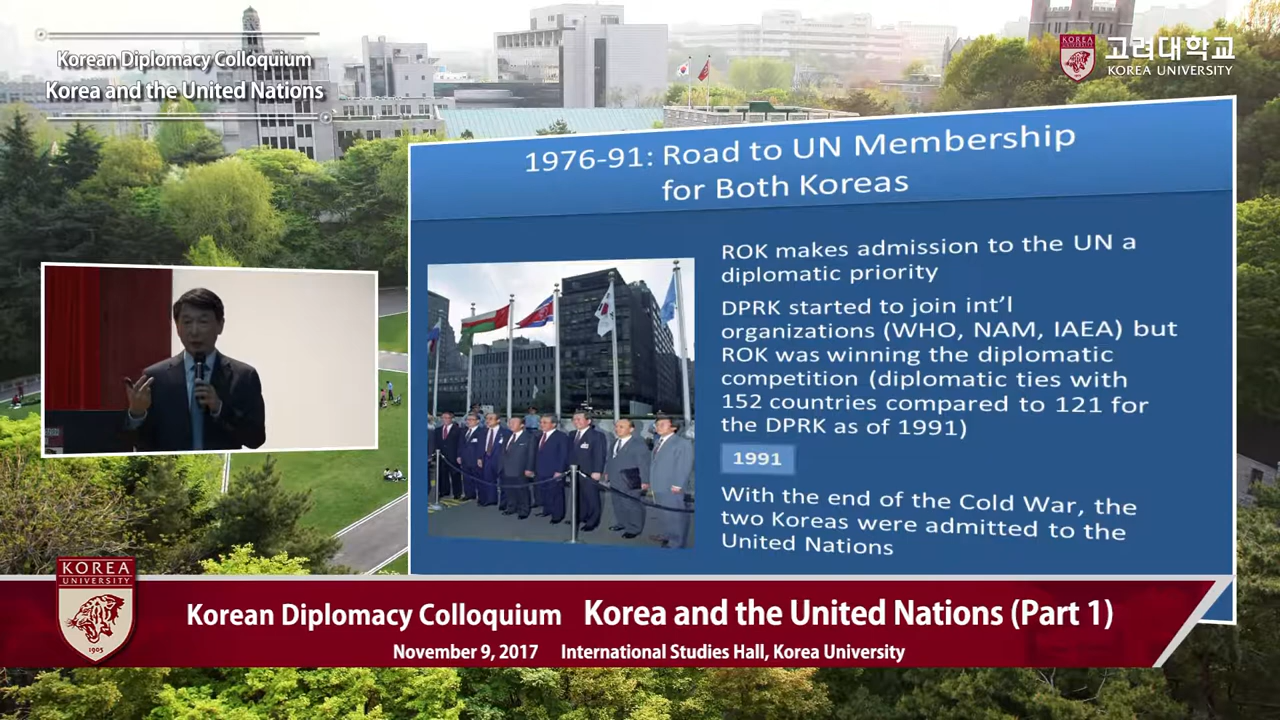 Korean Diplomacy Colloquium
Korea and the United Nations
KOREA
고려대학교
KOREA UNIVERSITY
1976-91: Road to UN Membership
for Both Koreas
ROK makes admission to the UN a
diplomatic priority
DPRK started to join int'l
organizations (WHO, NAM, IAEA) but
ROK was winning the diplomatic
competition (diplomatic ties with
152 countries compared to 121 for
the DPRK as of 1991)
1991
With the end of the Cold War, the
two Koreas were admitted to the
United Nations
KOREA
UNIVERSITY
1905
Korean Diplomacy Colloquium Korea and the United Nations (Part 1)
November 9, 2017 International Studies Hall, Korea University